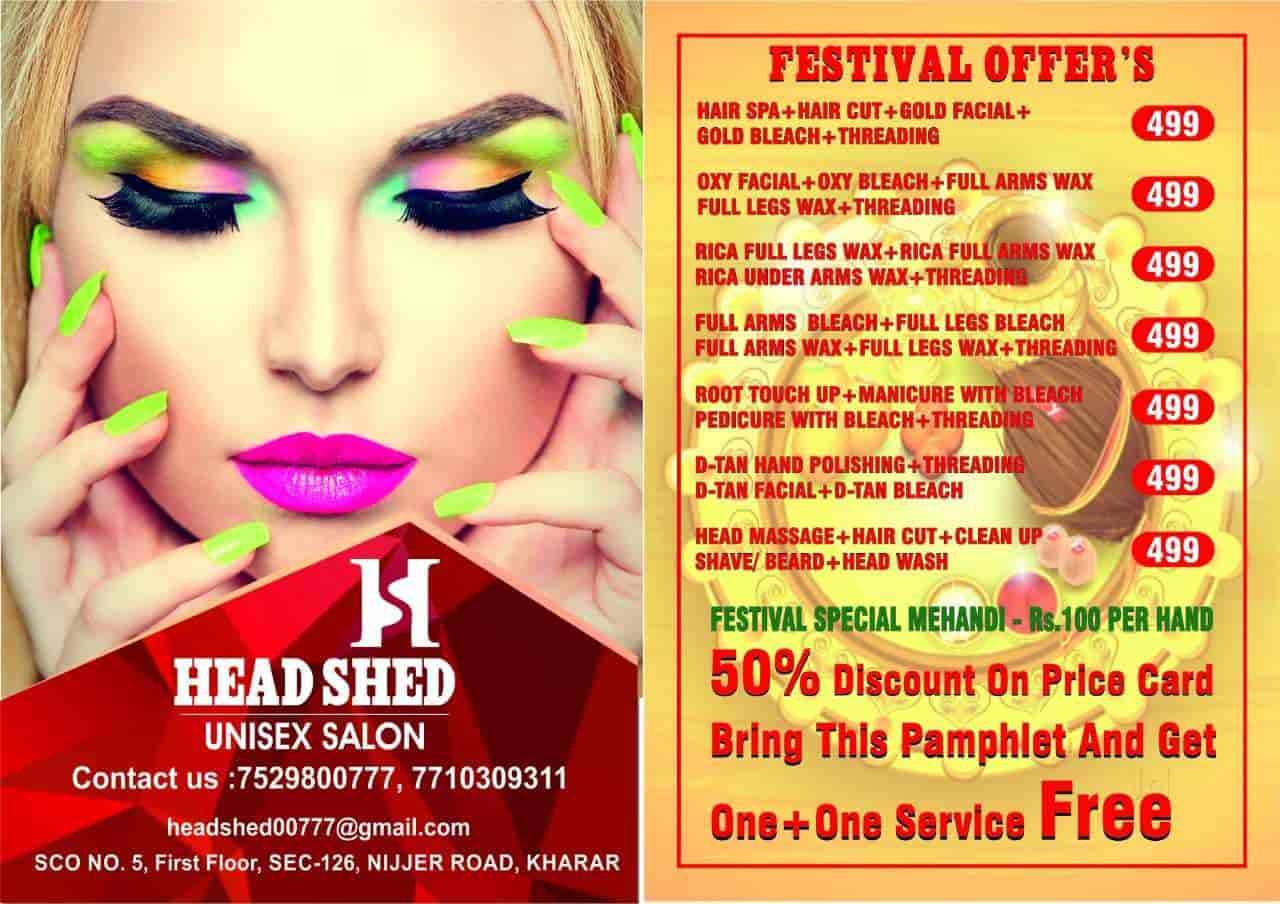 H
HEAD SHED
UNISEX SALON
Contact us :7529800777, 7710309311
headshed00777@gmail.com
SCO NO. 5, First Floor, SEC-126, NIJJER ROAD, KHARAR
FESTIVAL OFFER'S
HAIR SPA+HAIR CUT+GOLD FACIAL+
GOLD BLEACH+THREADING
499
OXY FACIAL+OXY BLEACH+FULL ARMS WAX
FULL LEGS WAX+THREADING
499
RICA FULL LEGS WAX+RICA FULL ARMS WAX
RICA UNDER ARMS WAX+THREADING
499
FULL ARMS BLEACH+FULL LEGS BLEACH
FULL ARMS WAX+FULL LEGS WAX+THREADING
499
ROOT TOUCH UP+MANICURE WITH BLEACH
PEDICURE WITH BLEACH+THREADING
499
D-TAN HAND POLISHING+THREADING
D-TAN FACIAL+D-TAN BLEACH
499
HEAD MASSAGE+HAIR CUT+CLEAN UP
SHAVE/ BEARD+HEAD WASH
499
FESTIVAL SPECIAL MEHANDI - Rs.100 PER HAND
50% Discount On Price Card
Bring This Pamphlet And Get
One+One Service Free